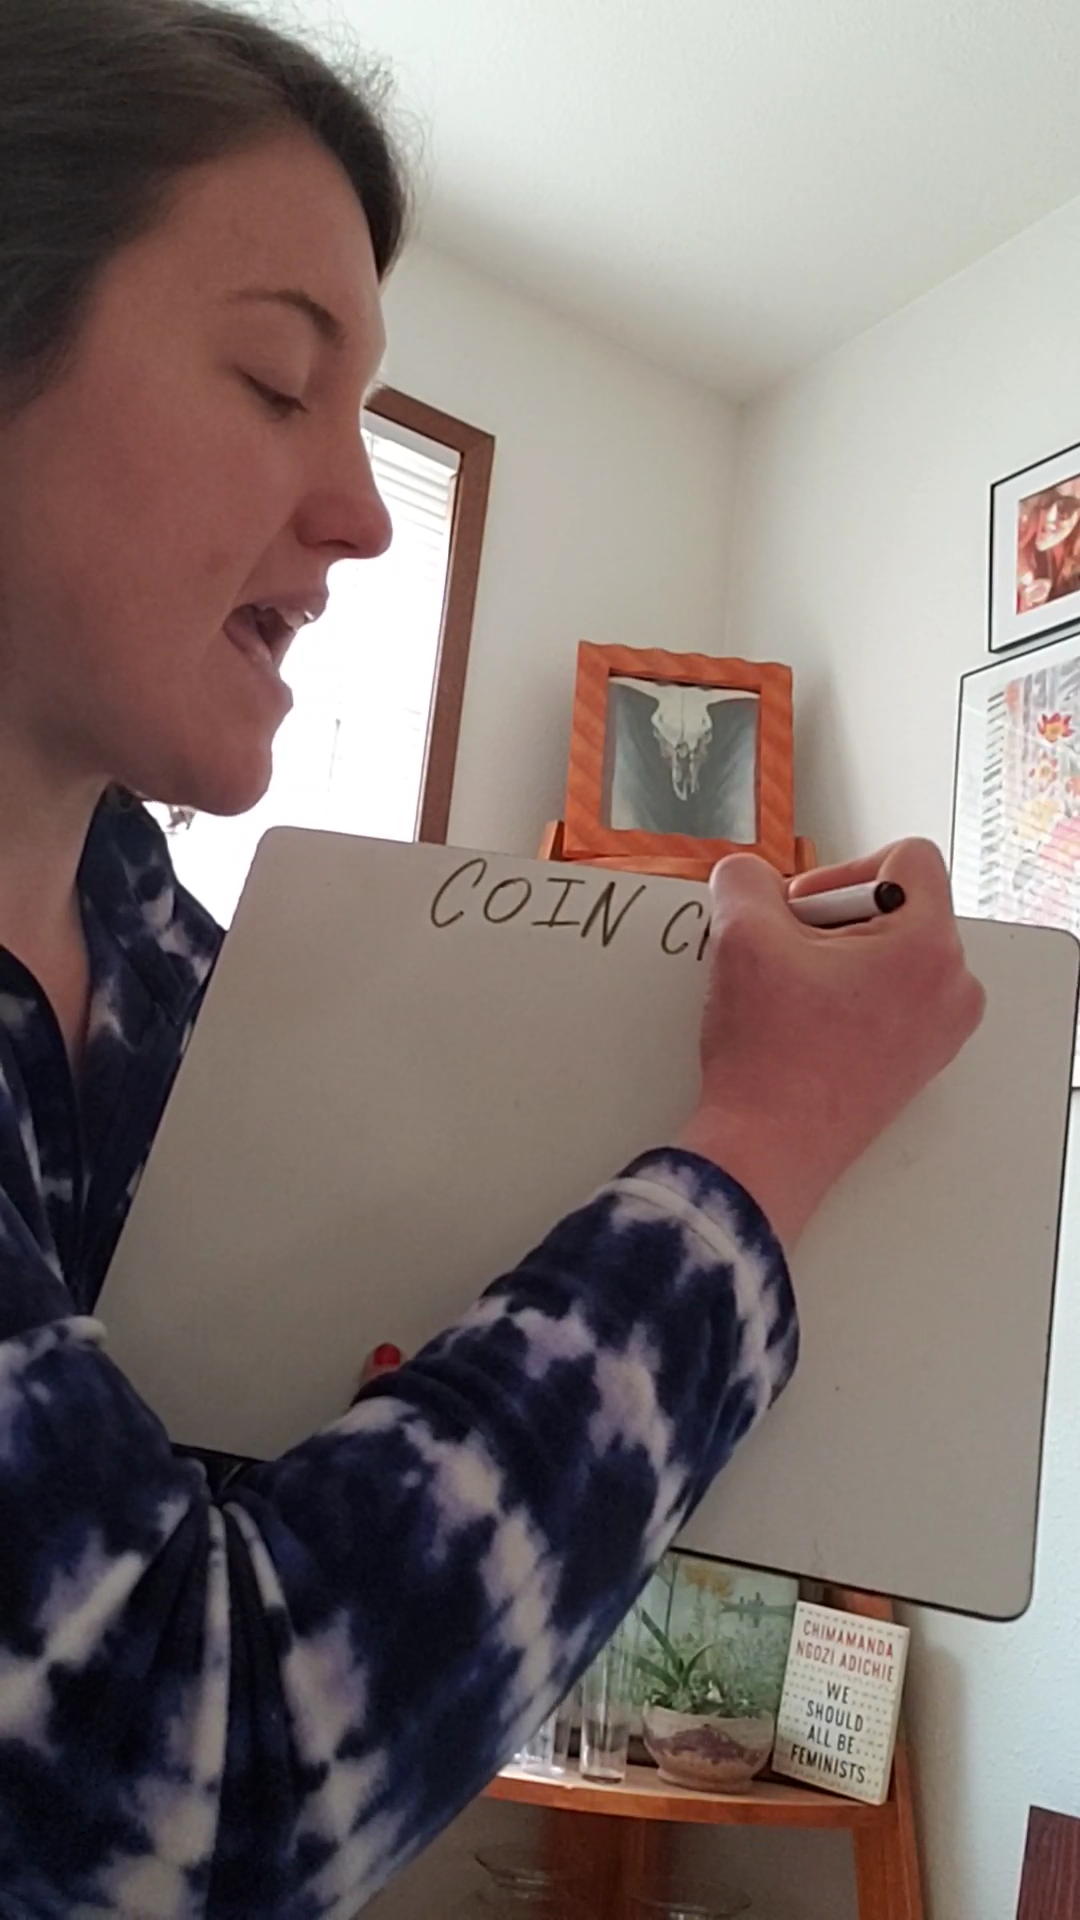 COIN C
CHIMAMANDA
NGOZI ADICHIE
WE
SHOULD
ALL BE
FEMINISTS